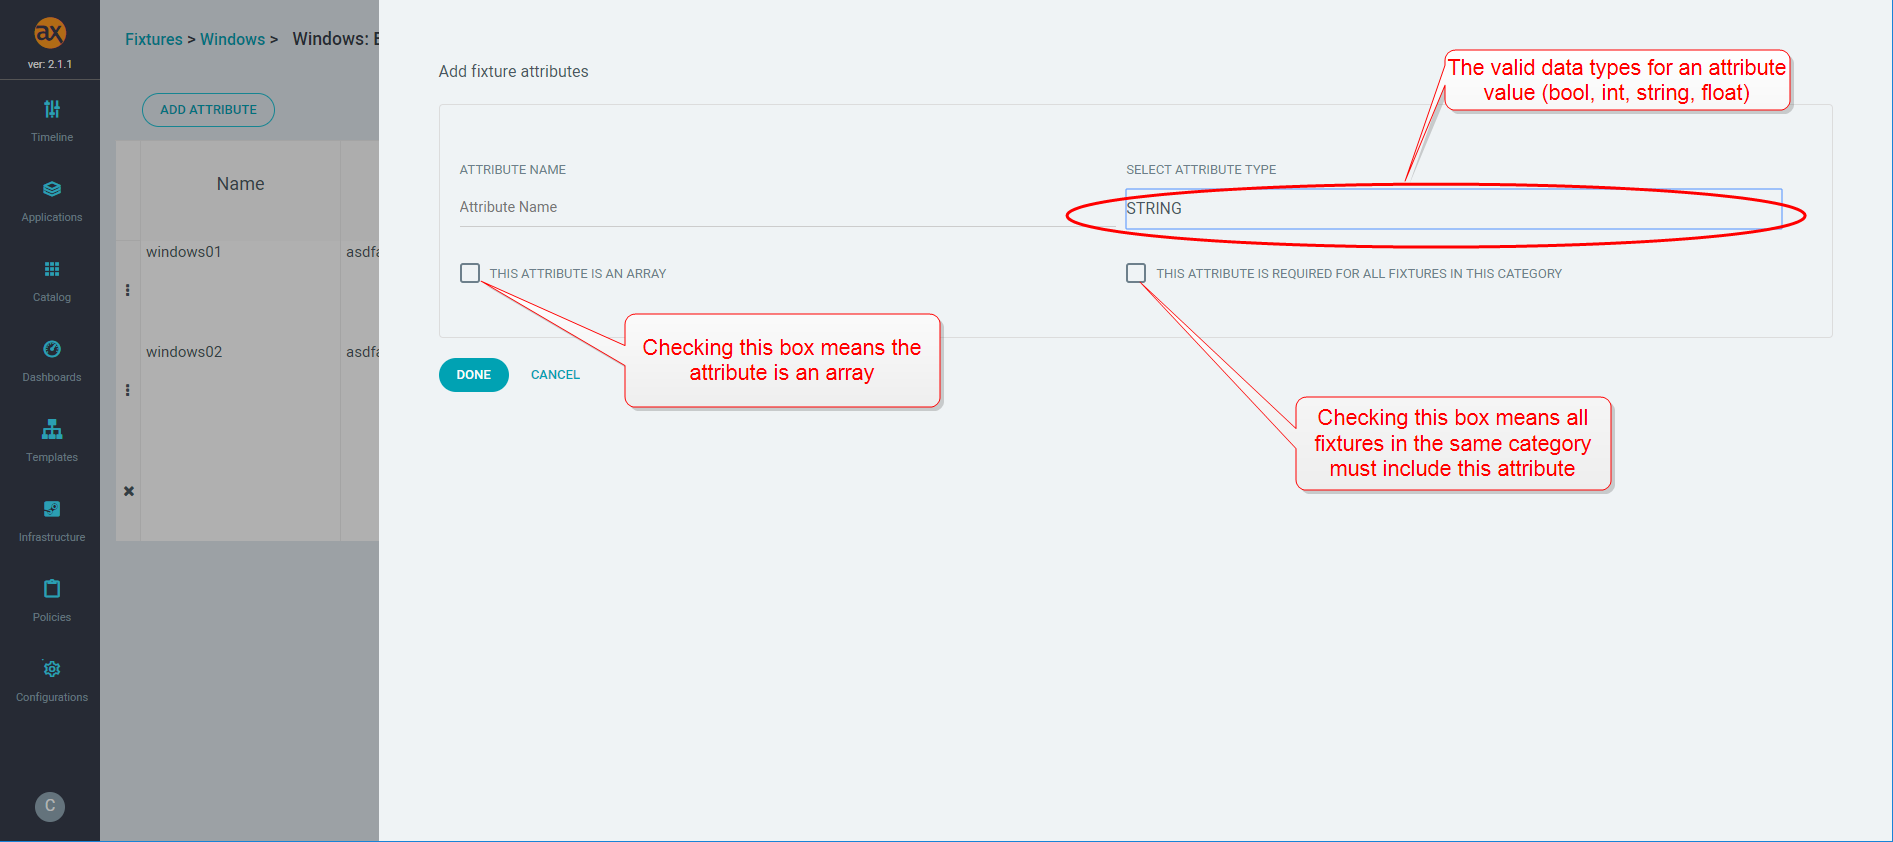 ax
ver: 2.1.1
Timeline
Applications
Catalog
Dashboards
Templates
Infrastructure
Policies
Configurations
C
Fixtures > Windows > Windows:
ADD ATTRIBUTE
Name
windows01
windows02
Add fixture attributes
ATTRIBUTE NAME
Attribute Name
SELECT ATTRIBUTE TYPE
STRING
THIS ATTRIBUTE IS AN ARRAY
THIS ATTRIBUTE IS REQUIRED FOR ALL FIXTURES IN THIS CATEGORY
DONE
CANCEL
The valid data types for an attribute
value (bool, int, string, float)
Checking this box means the
attribute is an array
Checking this box means all
fixtures in the same category
must include this attribute